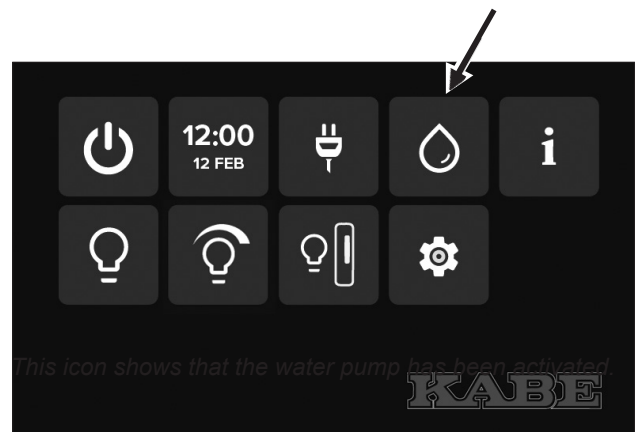 12:00
12 FEB
i
This icon shows that the water pump has been activated.
KABE